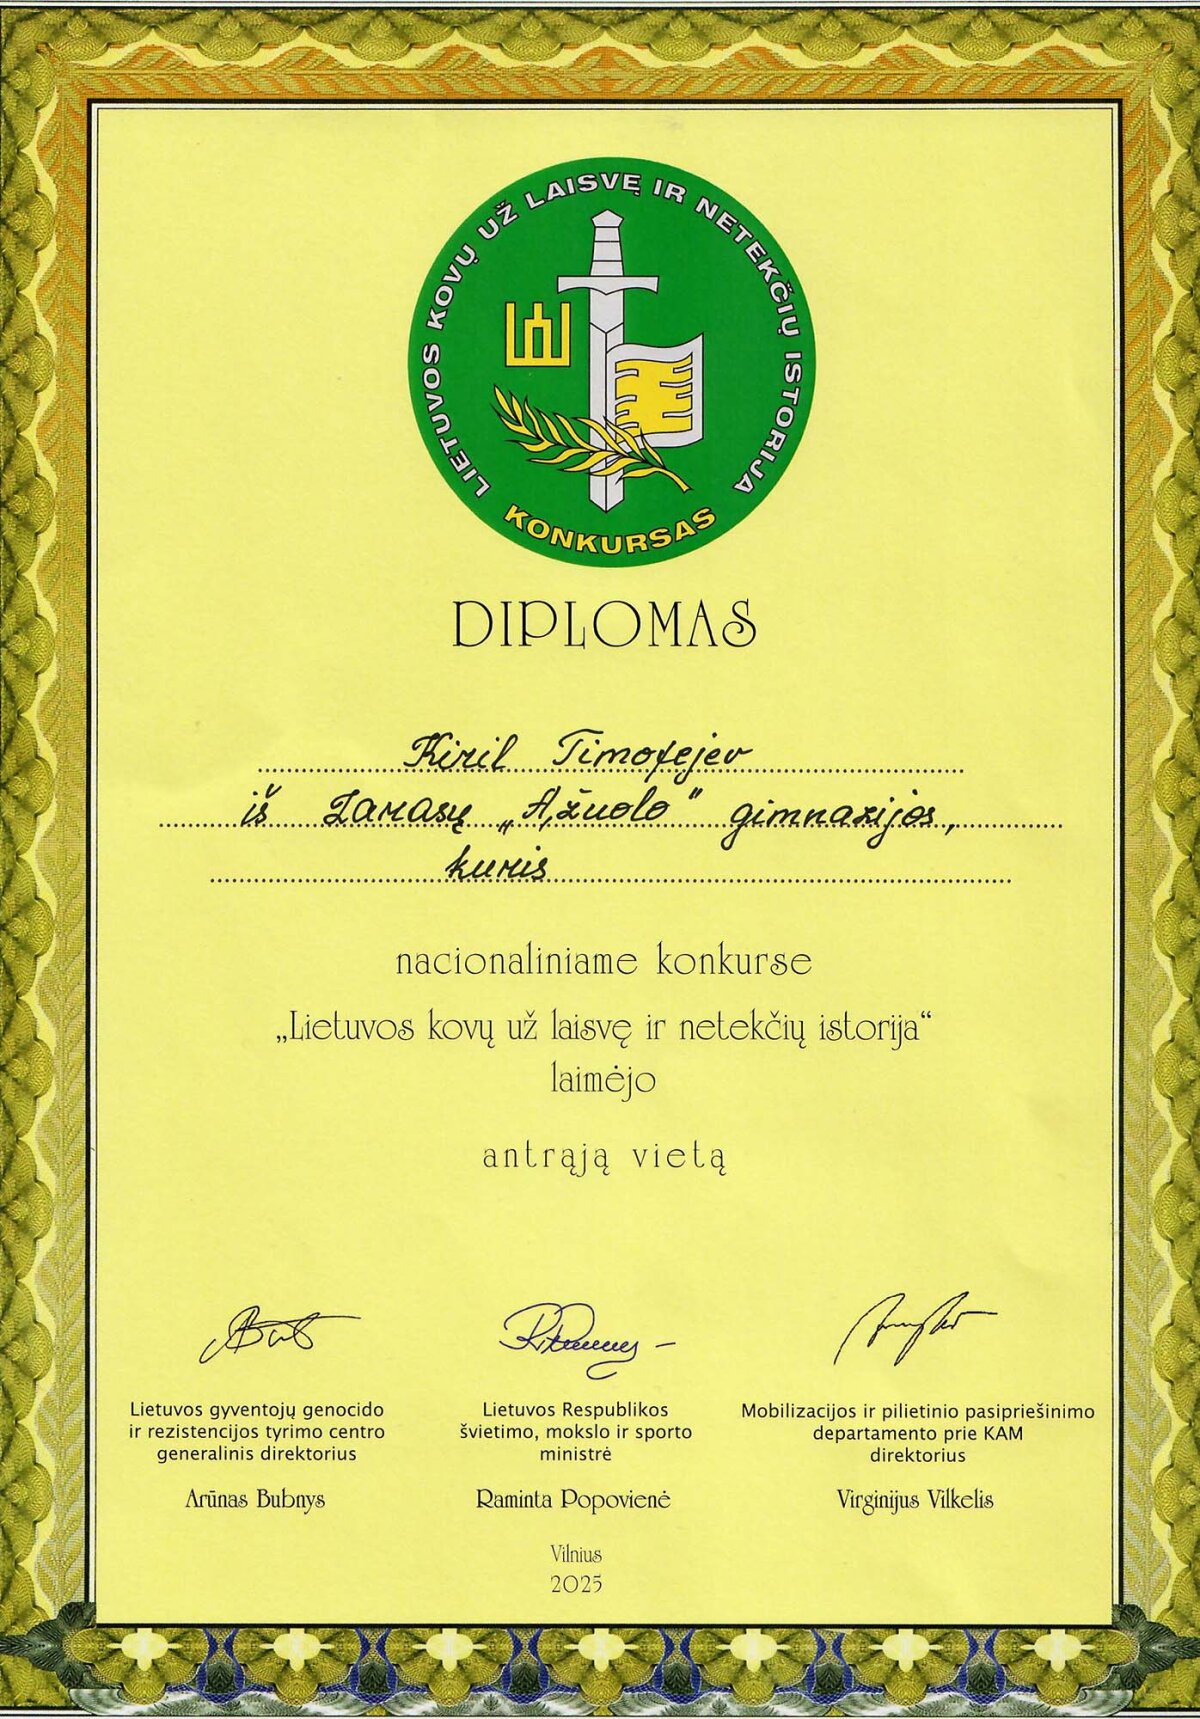 LIETUVOS KOVŲ UŽ LAISVĘ IR NETEKČIŲ ISTORIJA
KONKURSAS
DIPLOMAS
Kiril Timofejev
iš Zarasų „Ąžuolo" gimnazijos,
kuris
nacionaliniame konkurse
„Lietuvos kovų už laisvę ir netekčių istorija“
laimėjo
antrąją vietą
Lietuvos gyventojų genocido
ir rezistencijos tyrimo centro
generalinis direktorius
Arūnas Bubnys
Lietuvos Respublikos
švietimo, mokslo ir sporto
ministrė
Raminta Popovienė
Mobilizacijos ir pilietinio pasipriešinimo
departamento prie KAM
direktorius
Virginijus Vilkelis
Vilnius
2025